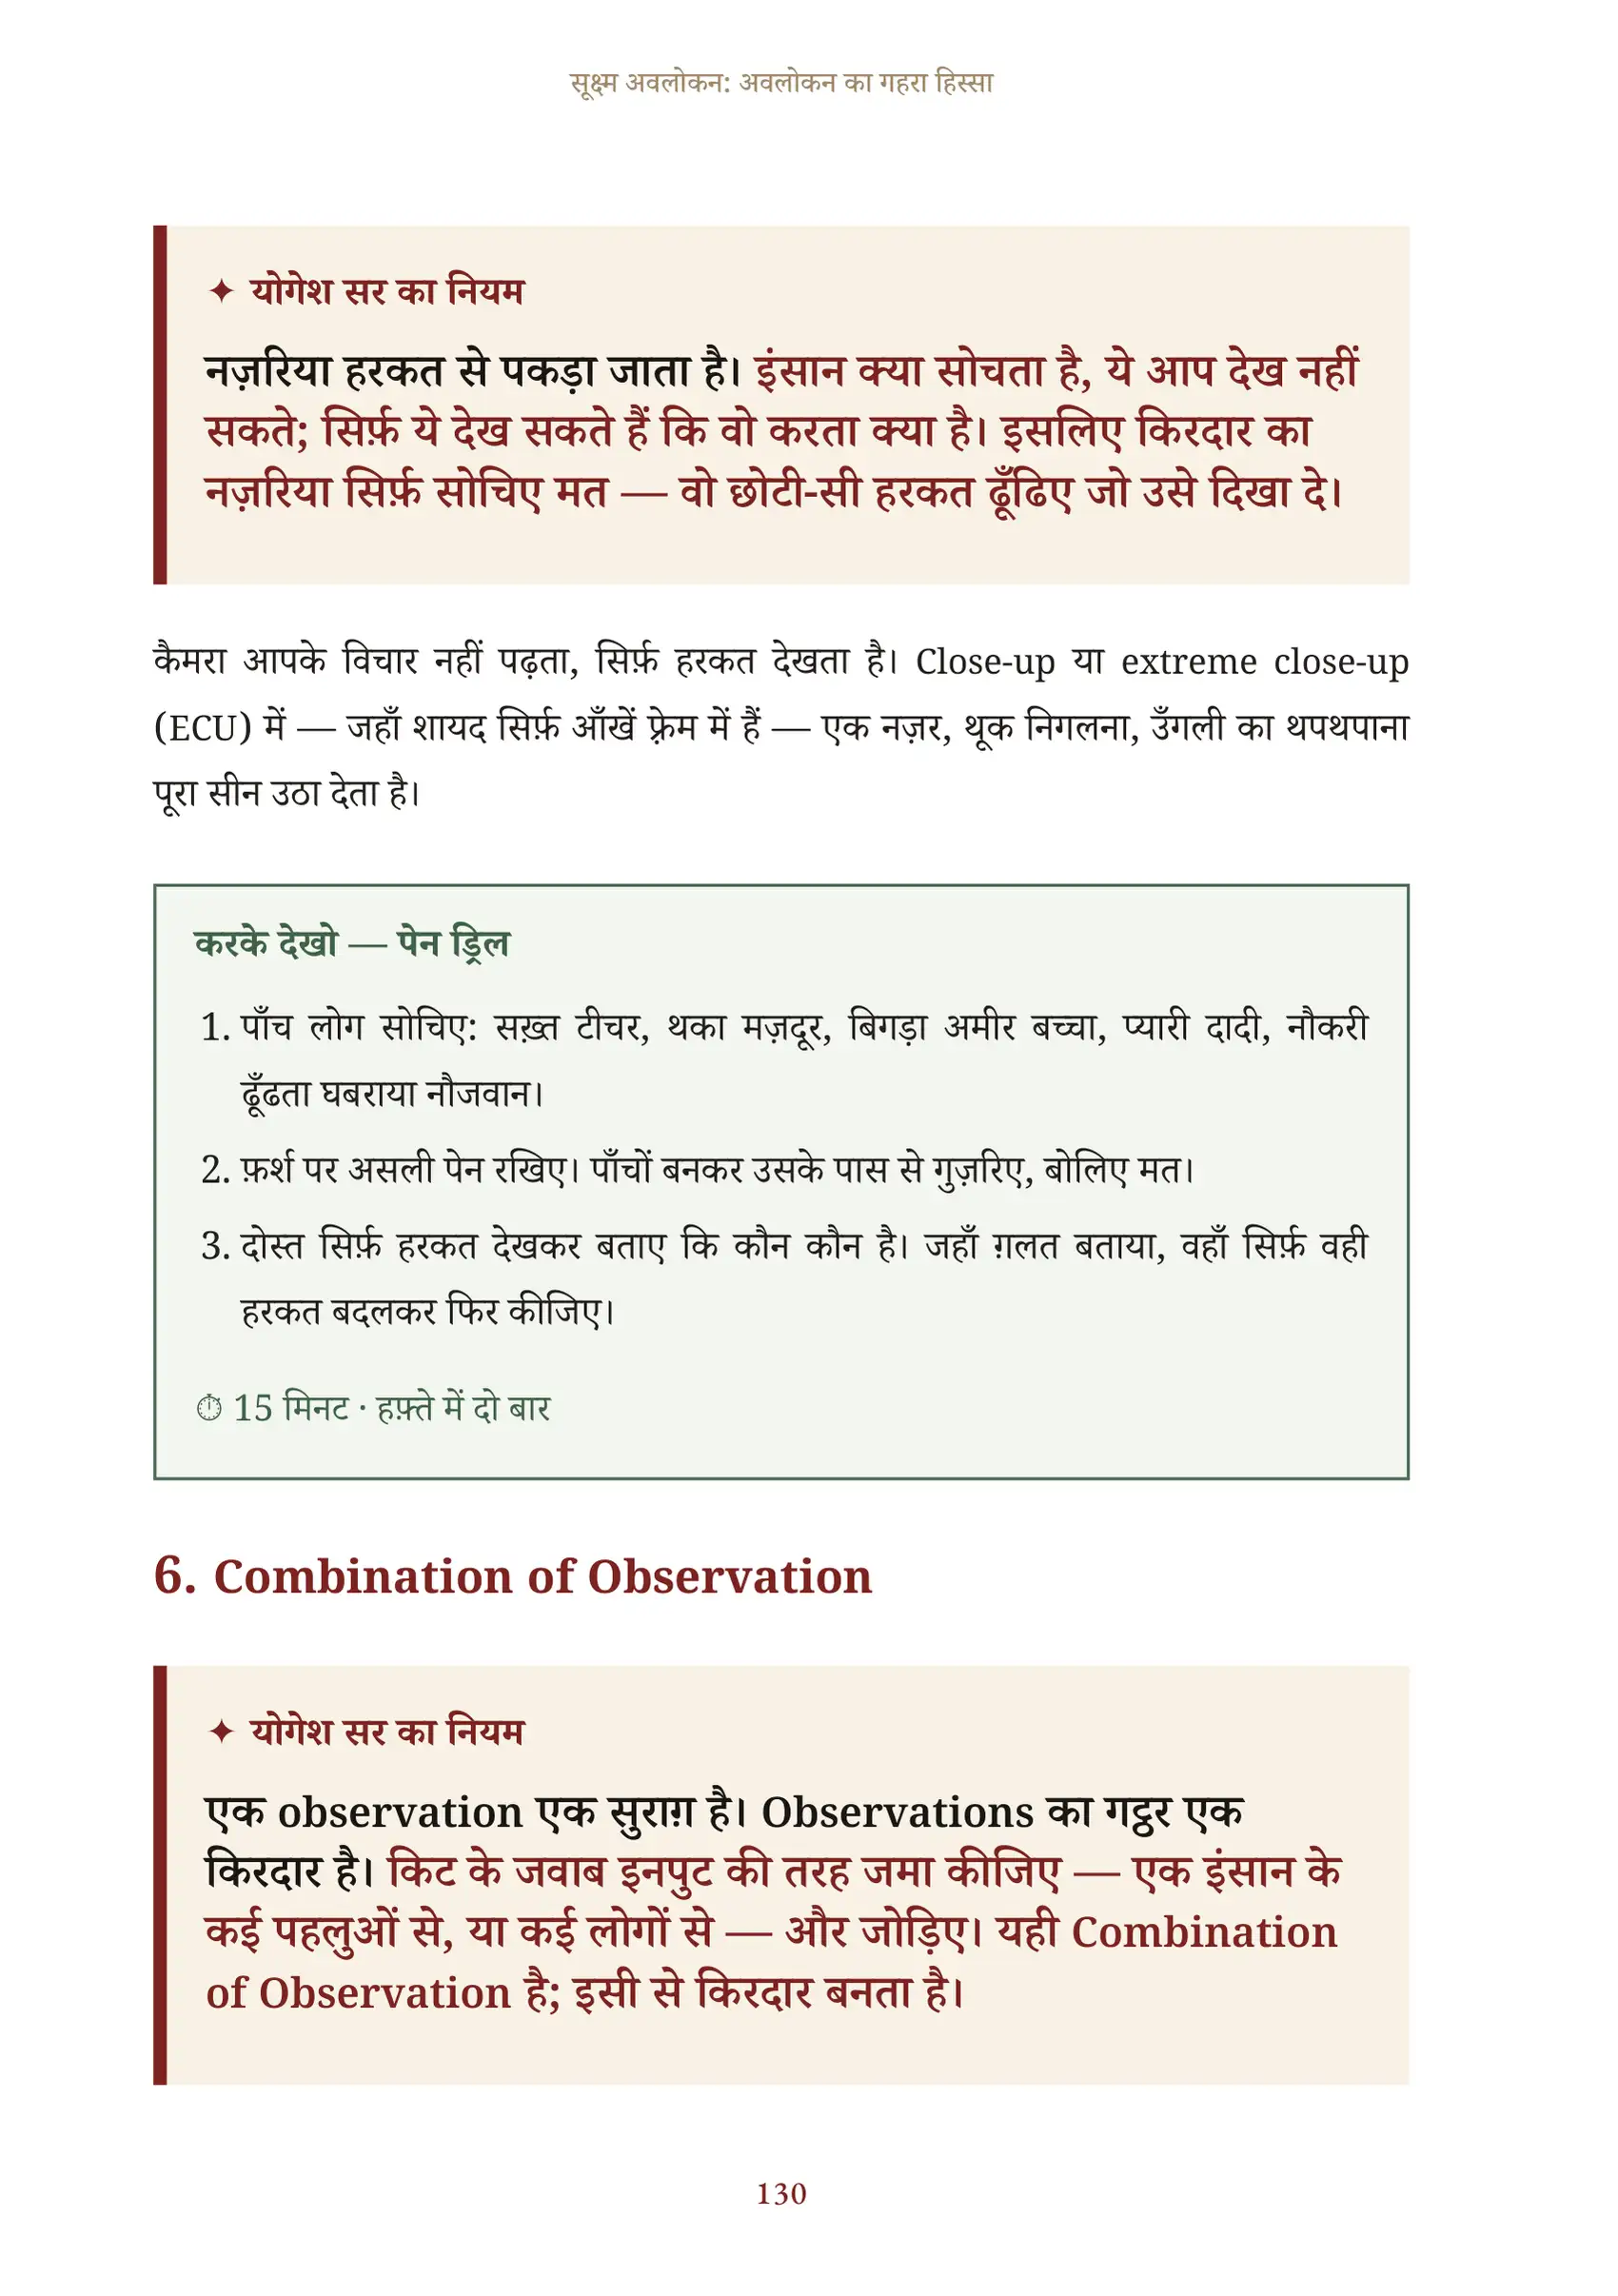 सूक्ष्म अवलोकन: अवलोकन का गहरा हिस्सा
✦ योगेश सर का नियम
नज़रिया हरकत से पकड़ा जाता है। इंसान क्या सोचता है, ये आप देख नहीं
सकते; सिर्फ़ ये देख सकते हैं कि वो करता क्या है। इसलिए किरदार का
नज़रिया सिर्फ़ सोचिए मत — वो छोटी-सी हरकत ढूँढिए जो उसे दिखा दे।
कैमरा आपके विचार नहीं पढ़ता, सिर्फ़ हरकत देखता है। Close-up या extreme close-up
(ECU) में — जहाँ शायद सिर्फ़ आँखें फ़्रेम में हैं — एक नज़र, थूक निगलना, उँगली का थपथपाना
पूरा सीन उठा देता है।
करके देखो — पेन ड्रिल
1. पाँच लोग सोचिए: सख़्त टीचर, थका मज़दूर, बिगड़ा अमीर बच्चा, प्यारी दादी, नौकरी
ढूँढता घबराया नौजवान।
2. फ़र्श पर असली पेन रखिए। पाँचों बनकर उसके पास से गुज़रिए, बोलिए मत।
3. दोस्त सिर्फ़ हरकत देखकर बताए कि कौन कौन है। जहाँ ग़लत बताया, वहाँ सिर्फ़ वही
हरकत बदलकर फिर कीजिए।
⏱ 15 मिनट · हफ़्ते में दो बार
6. Combination of Observation
✦ योगेश सर का नियम
एक observation एक सुराग़ है। Observations का गट्ठर एक
किरदार है। किट के जवाब इनपुट की तरह जमा कीजिए — एक इंसान के
कई पहलुओं से, या कई लोगों से — और जोड़िए। यही Combination
of Observation है; इसी से किरदार बनता है।
130